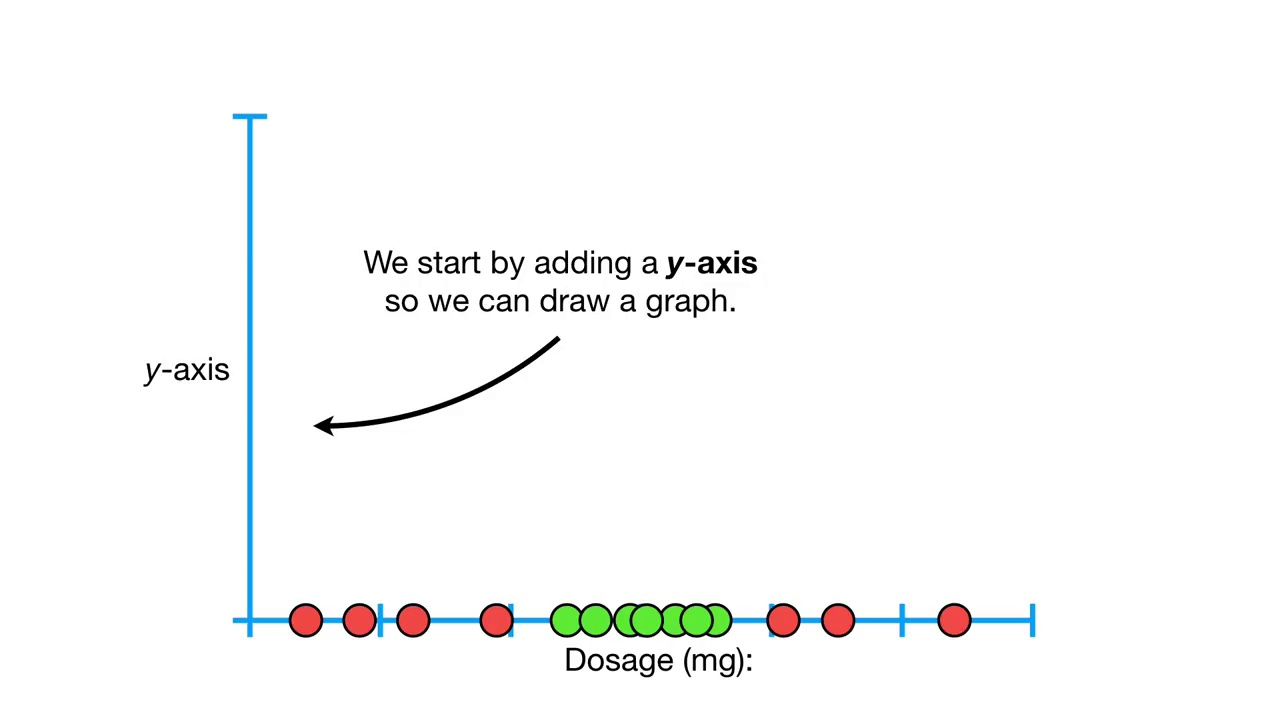 We start by adding a y-axis
so we can draw a graph.
y-axis
Dosage (mg):